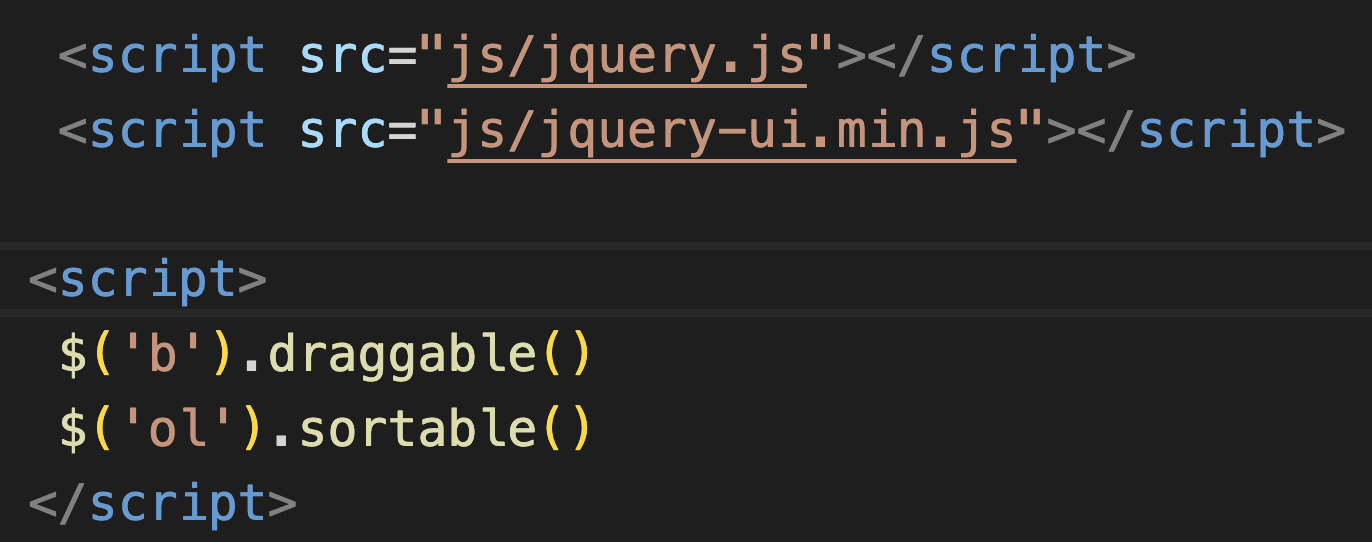 <script src="js/jquery.js"></script>
<script src="js/jquery-ui.min.js"></script>
<script>
$('b').draggable()
$('ol').sortable()
</script>